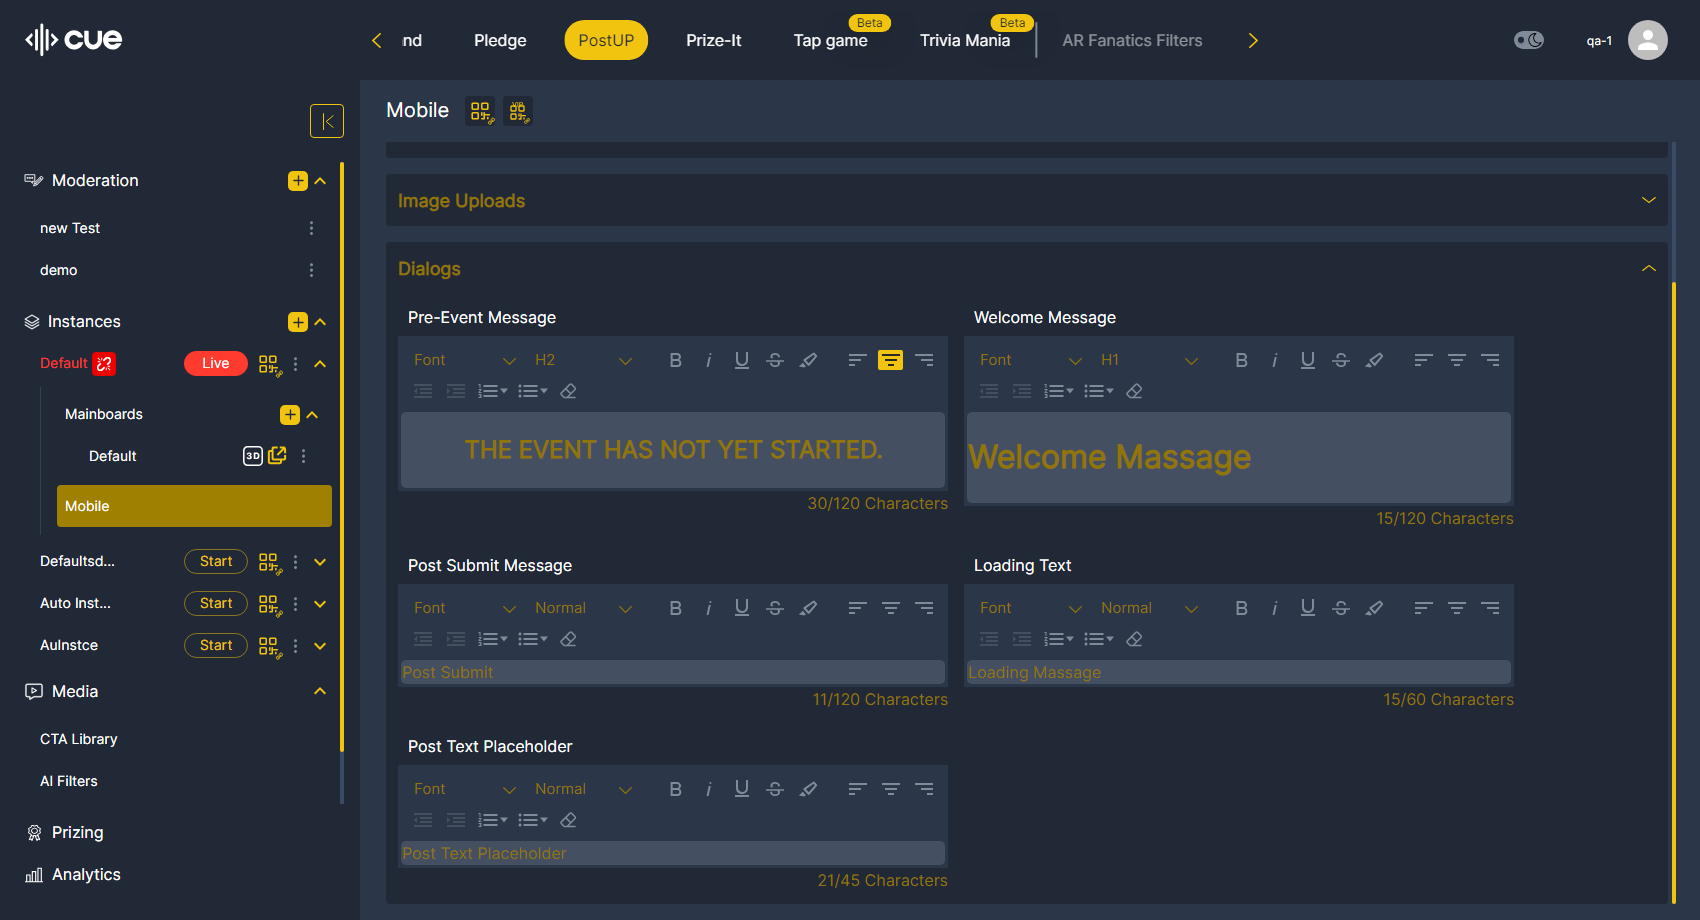 cue
nd
Pledge
PostUP
Prize-It
Tap game
Beta
Trivia Mania
Beta
AR Fanatics Filters
qa-1
Mobile
Moderation
new Test
demo
Instances
Default
Live
Mainboards
Default
3D
Mobile
Defaultsd...
Start
Auto Inst...
Start
AuInstce
Start
Media
CTA Library
AI Filters
Prizing
Analytics
Image Uploads
Dialogs
Pre-Event Message
Font
H2
THE EVENT HAS NOT YET STARTED.
30/120 Characters
Welcome Message
Font
H1
Welcome Massage
15/120 Characters
Post Submit Message
Font
Normal
Post Submit
11/120 Characters
Loading Text
Font
Normal
Loading Massage
15/60 Characters
Post Text Placeholder
Font
Normal
Post Text Placeholder
21/45 Characters